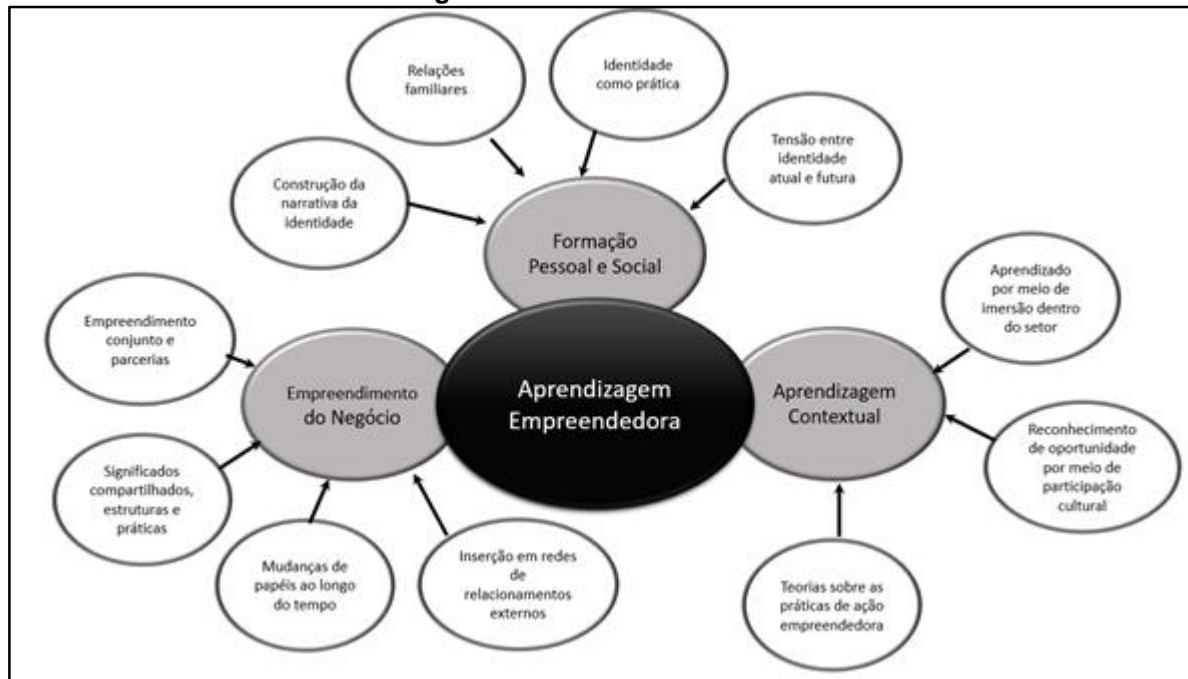 Relações
familiares
Identidade
como prática
Tensão entre
identidade
atual e futura
Construção da
narrativa da
identidade
Formação
Pessoal e Social
Aprendizado
por meio de
imersão dentro
do setor
Empreendimento
conjunto e
parcerias
Empreendimento
do Negócio
Aprendizagem
Empreendedora
Aprendizagem
Contextual
Reconhecimento
de oportunidade
por meio de
participação
cultural
Significados
compartilhados,
estruturas e
práticas
Mudanças de
papéis ao longo
do tempo
Inserção em redes
de
relacionamentos
externos
Teorias sobre as
práticas de ação
empreendedora